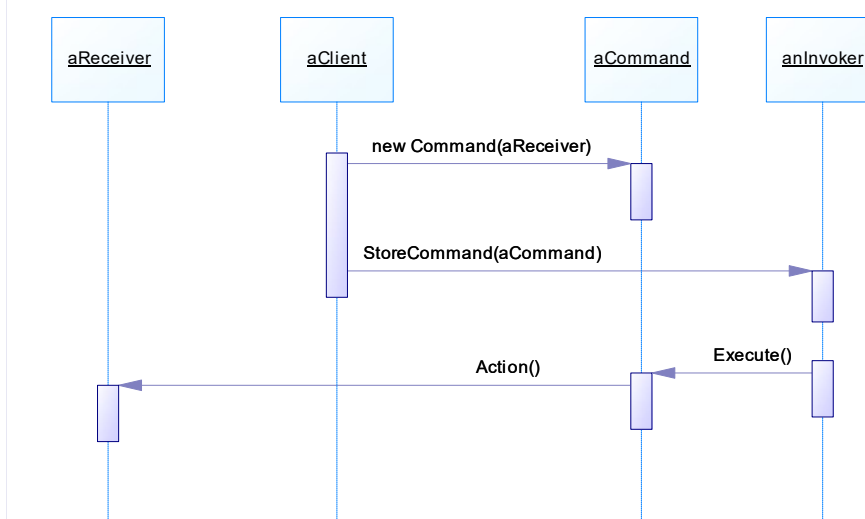 aReceiver
aClient
aCommand
anInvoker
new Command(aReceiver)
StoreCommand(aCommand)
Execute()
Action()